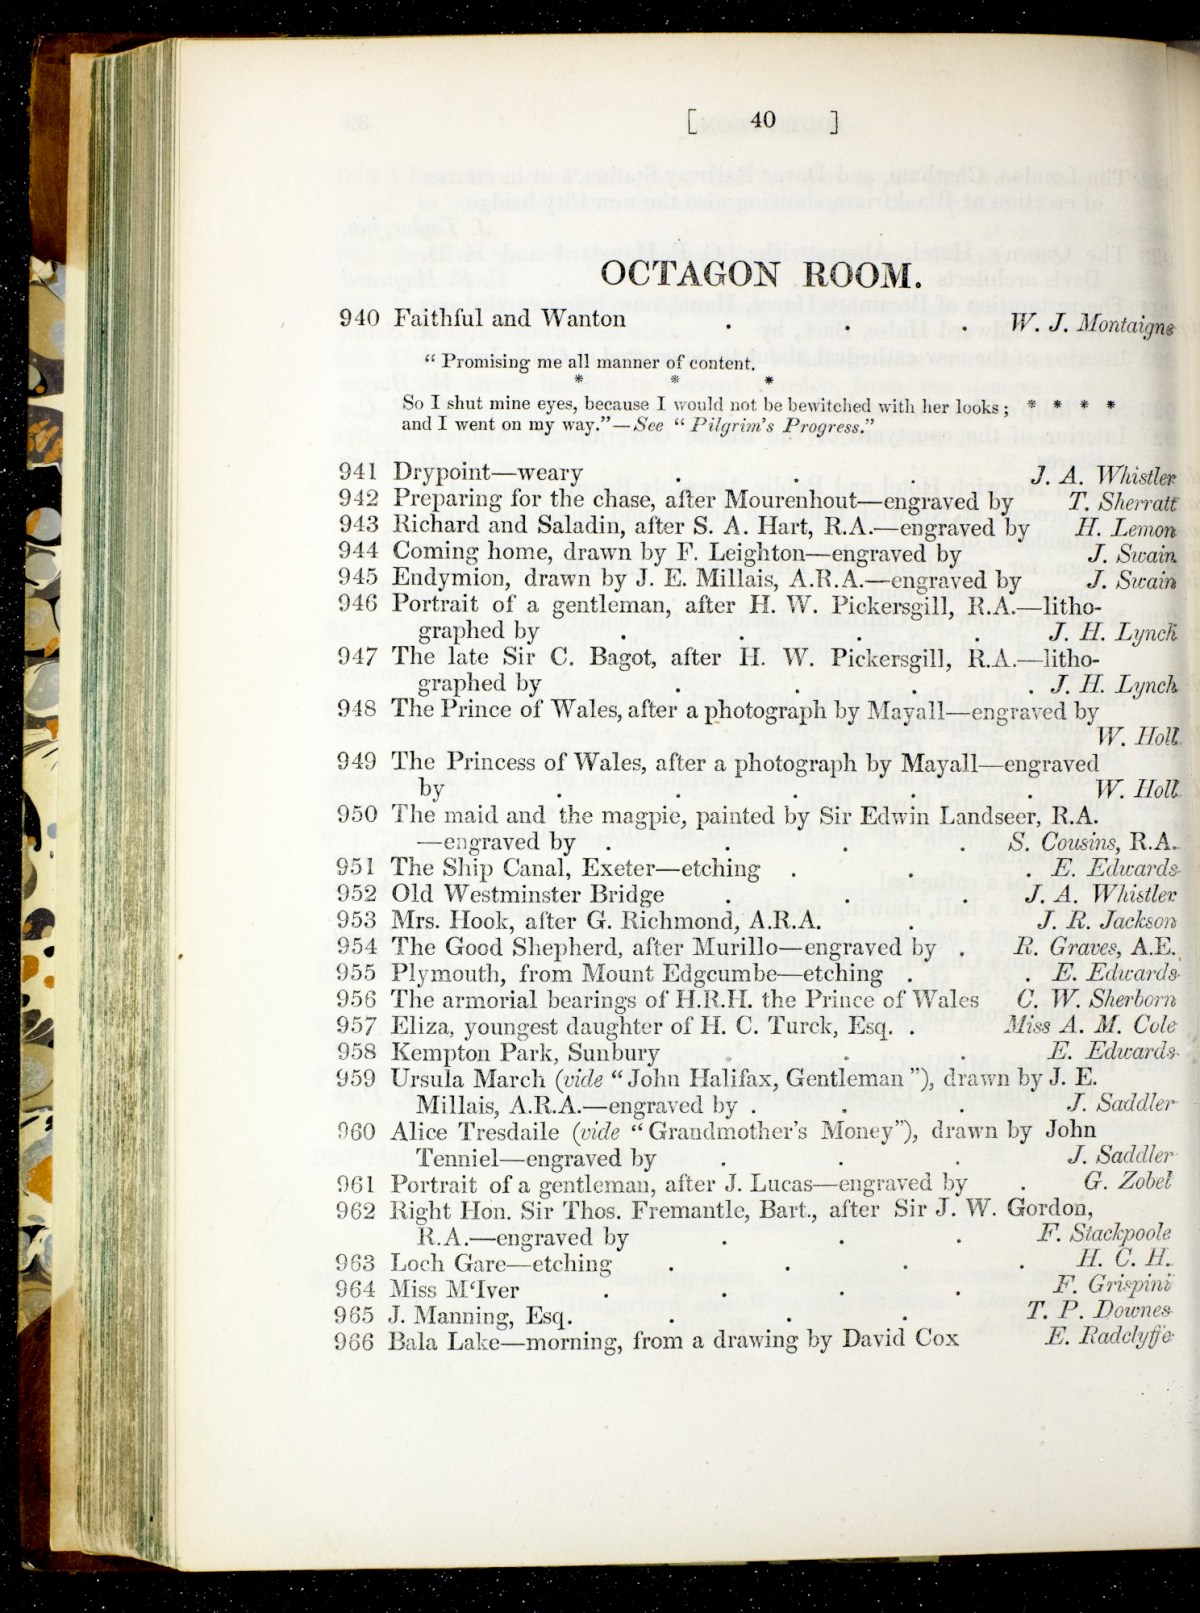 [ 40 ]
OCTAGON ROOM.
940 Faithful and Wanton . . . W. J. Montaigne
“ Promising me all manner of content.
* * *
So I shut mine eyes, because I would not be bewitched with her looks ; * * * *
and I went on my way.”—See “ Pilgrim's Progress.”
941 Drypoint—weary . . . . J. A. Whistler
942 Preparing for the chase, after Mourenhout—engraved by T. Sherratt
943 Richard and Saladin, after S. A. Hart, R.A.—engraved by H. Lemon
944 Coming home, drawn by F. Leighton—engraved by J. Swain
945 Endymion, drawn by J. E. Millais, A.R.A.—engraved by J. Swain
946 Portrait of a gentleman, after H. W. Pickersgill, R.A.—litho-
graphed by . . . . J. H. Lynch
947 The late Sir C. Bagot, after H. W. Pickersgill, R.A.—litho-
graphed by . . . . J. H. Lynch
948 The Prince of Wales, after a photograph by Mayall—engraved by
W. Holl
949 The Princess of Wales, after a photograph by Mayall—engraved
by . . . . . W. Holl
950 The maid and the magpie, painted by Sir Edwin Landseer, R.A.
—engraved by . . . . S. Cousins, R.A.
951 The Ship Canal, Exeter—etching . . . E. Edwards
952 Old Westminster Bridge . . J. A. Whistler
953 Mrs. Hook, after G. Richmond, A.R.A. . . J. R. Jackson
954 The Good Shepherd, after Murillo—engraved by . R. Graves, A.E.
955 Plymouth, from Mount Edgcumbe—etching . . E. Edwards
956 The armorial bearings of H.R.H. the Prince of Wales C. W. Sherborn
957 Eliza, youngest daughter of H. C. Turck, Esq. Miss A. M. Cole
958 Kempton Park, Sunbury . . . E. Edwards
959 Ursula March (vide “John Halifax, Gentleman”), drawn by J. E.
Millais, A.R.A.—engraved by . . . J. Saddler
960 Alice Tresdaile (vide “Grandmother's Money”), drawn by John
Tenniel—engraved by . . . J. Saddler
961 Portrait of a gentleman, after J. Lucas—engraved by . G. Zobel
962 Right Hon. Sir Thos. Fremantle, Bart., after Sir J. W. Gordon,
R.A.—engraved by . . . F. Stackpoole
963 Loch Gare—etching . . . . H. C. H.
964 Miss M‘Iver . . . . F. Grispini
965 J. Manning, Esq. . . . T. P. Downes
966 Bala Lake—morning, from a drawing by David Cox E. Radclyffe